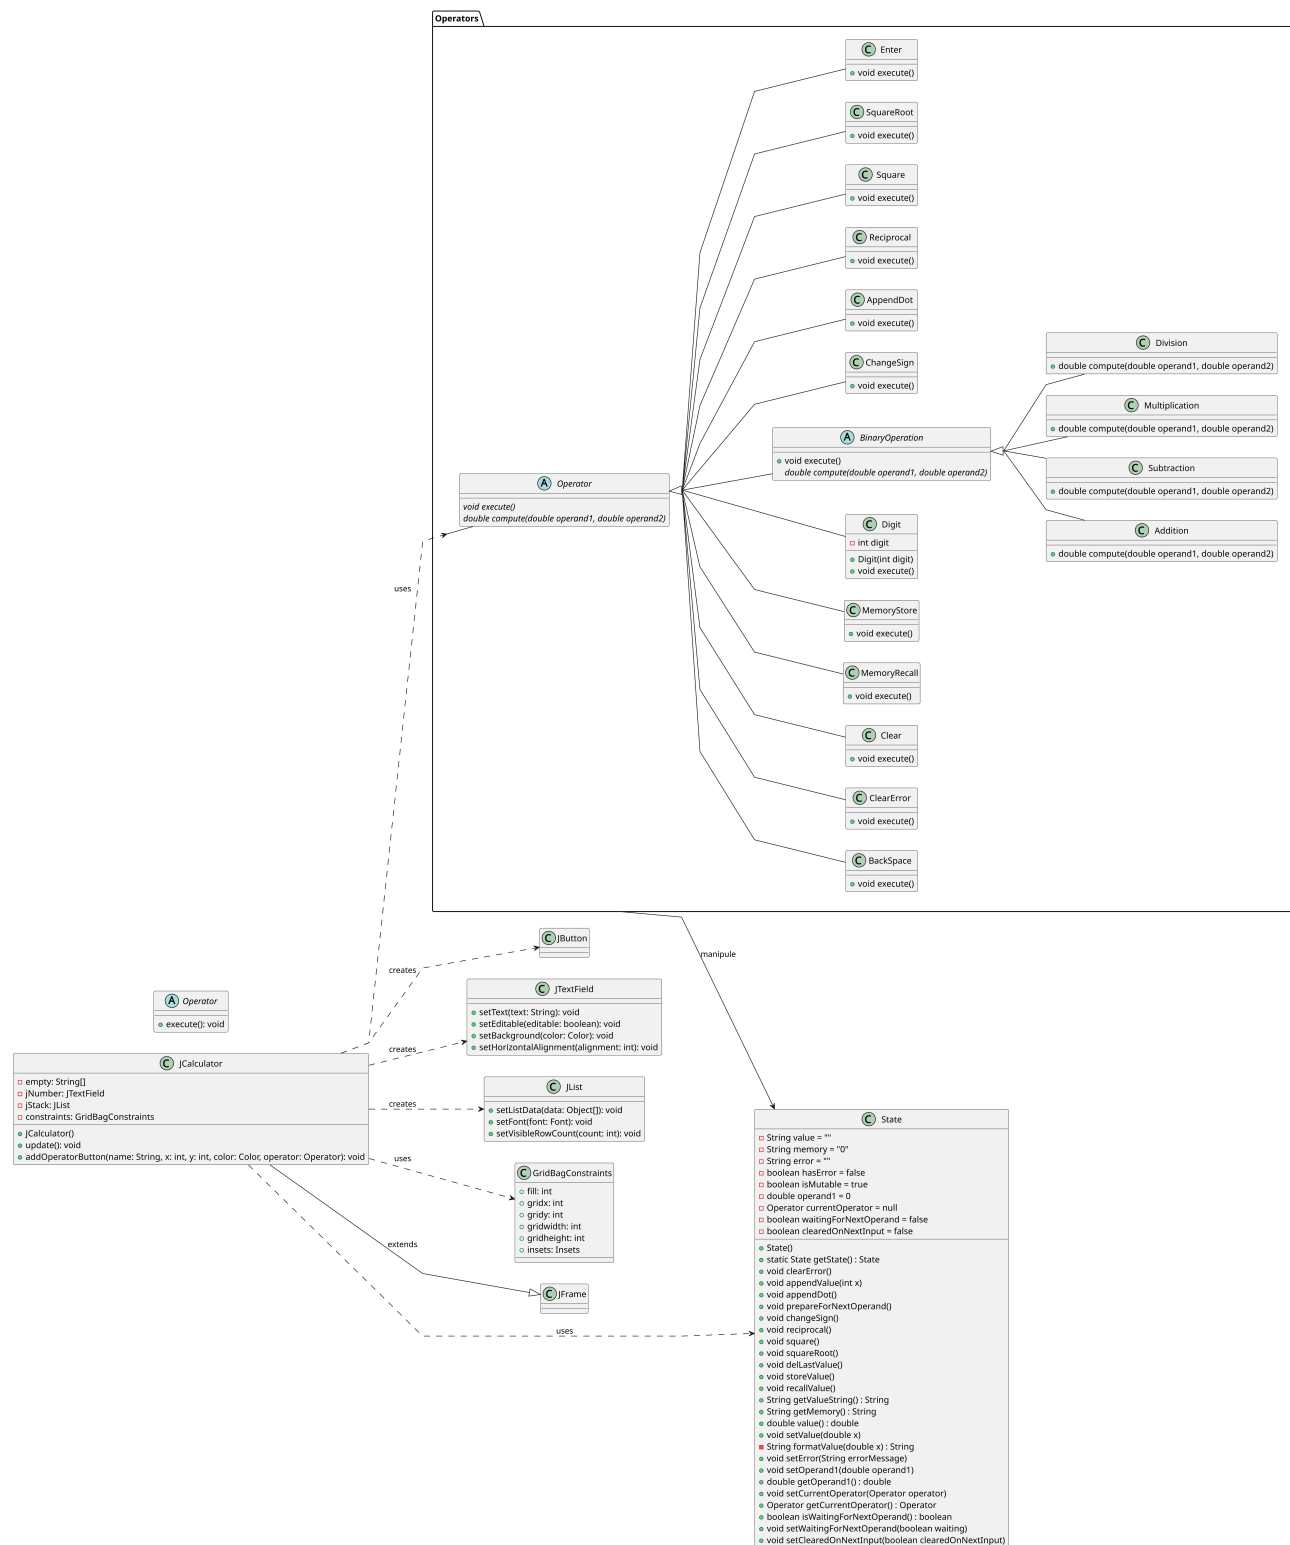 Operators
C Enter
void execute()
C SquareRoot
void execute()
C Square
void execute()
C Reciprocal
void execute()
C AppendDot
void execute()
C ChangeSign
void execute()
A BinaryOperation
void execute()
double compute(double operand1, double operand2)
C Division
double compute(double operand1, double operand2)
C Multiplication
double compute(double operand1, double operand2)
C Subtraction
double compute(double operand1, double operand2)
C Addition
double compute(double operand1, double operand2)
A Operator
void execute()
double compute(double operand1, double operand2)
C Digit
int digit
Digit(int digit)
void execute()
C MemoryStore
void execute()
C MemoryRecall
void execute()
C Clear
void execute()
C ClearError
void execute()
C BackSpace
void execute()
uses
manipule
creates
C JButton
A Operator
execute(): void
creates
C JTextField
setText(text: String): void
setEditable(editable: boolean): void
setBackground(color: Color): void
setHorizontalAlignment(alignment: int): void
C JCalculator
empty: String[]
jNumber: JTextField
jStack: JList
constraints: GridBagConstraints
JCalculator()
update(): void
addOperatorButton(name: String, x: int, y: int, color: Color, operator: Operator): void
creates
C JList
setListData(data: Object[]): void
setFont(font: Font): void
setVisibleRowCount(count: int): void
uses
C GridBagConstraints
fill: int
gridx: int
gridy: int
gridwidth: int
gridheight: int
insets: Insets
extends
C JFrame
uses
C State
String value = ""
String memory = "0"
String error = ""
boolean hasError = false
boolean isMutable = true
double operand1 = 0
Operator currentOperator = null
boolean waitingForNextOperand = false
boolean clearedOnNextInput = false
State()
static State getState() : State
void clearError()
void appendValue(int x)
void appendDot()
void prepareForNextOperand()
void changeSign()
void reciprocal()
void square()
void squareRoot()
void delLastValue()
void storeValue()
void recallValue()
String getValueString() : String
String getMemory() : String
double value() : double
void setValue(double x)
String formatValue(double x) : String
void setError(String errorMessage)
void setOperand1(double operand1)
double getOperand1() : double
void setCurrentOperator(Operator operator)
Operator getCurrentOperator() : Operator
boolean isWaitingForNextOperand() : boolean
void setWaitingForNextOperand(boolean waiting)
void setClearedOnNextInput(boolean clearedOnNextInput)